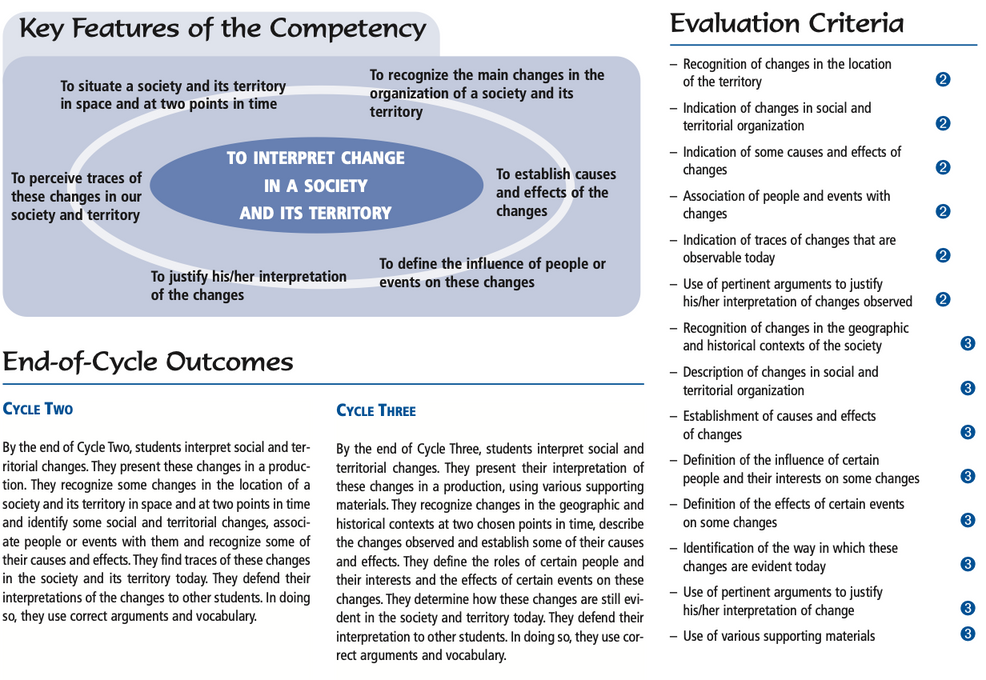 Key Features of the Competency
To situate a society and its territory
in space and at two points in time
To recognize the main changes in the
organization of a society and its
territory
To perceive traces of
these changes in our
society and territory
TO INTERPRET CHANGE
IN A SOCIETY
AND ITS TERRITORY
To establish causes
and effects of the
changes
To justify his/her interpretation
of the changes
To define the influence of people or
events on these changes
End-of-Cycle Outcomes
CYCLE TWO
By the end of Cycle Two, students interpret social and ter-
ritorial changes. They present these changes in a produc-
tion. They recognize some changes in the location of a
society and its territory in space and at two points in time
and identify some social and territorial changes, associ-
ate people or events with them and recognize some of
their causes and effects. They find traces of these changes
in the society and its territory today. They defend their
interpretations of the changes to other students. In doing
so, they use correct arguments and vocabulary.
CYCLE THREE
By the end of Cycle Three, students interpret social and
territorial changes. They present their interpretation of
these changes in a production, using various supporting
materials. They recognize changes in the geographic and
historical contexts at two chosen points in time, describe
the changes observed and establish some of their causes
and effects. They define the roles of certain people and
their interests and the effects of certain events on these
changes. They determine how these changes are still evi-
dent in the society and territory today. They defend their
interpretation to other students. In doing so, they use cor-
rect arguments and vocabulary.
Evaluation Criteria
– Recognition of changes in the location
of the territory 2
– Indication of changes in social and
territorial organization 2
– Indication of some causes and effects of
changes 2
– Association of people and events with
changes 2
– Indication of traces of changes that are
observable today 2
– Use of pertinent arguments to justify
his/her interpretation of changes observed 2
– Recognition of changes in the geographic
and historical contexts of the society 3
– Description of changes in social and
territorial organization 3
– Establishment of causes and effects
of changes 3
– Definition of the influence of certain
people and their interests on some changes 3
– Definition of the effects of certain events
on some changes 3
– Identification of the way in which these
changes are evident today 3
– Use of pertinent arguments to justify
his/her interpretation of change 3
– Use of various supporting materials 3